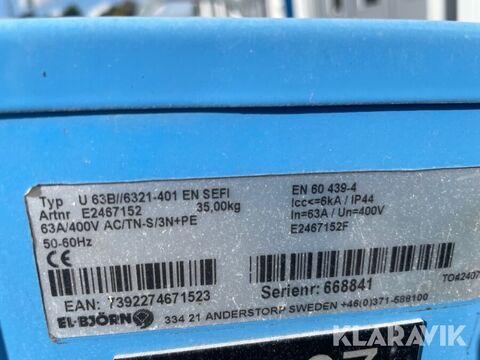 KLARAVIK
Typ U 63B//6321-401 EN SEFI
Artnr E2467152 35,00kg
63A/400V AC/TN-S/3N+PE
50-60Hz
EN 60 439-4
Icc<=6kA / IP44
In=63A / Un=400V
E2467152F
CE
EAN: 7392274671523
Serienr: 668841
TO42407
EL-BJÖRN 334 21 ANDERSTORP SWEDEN +46(0)371-588100
KLARAVIK